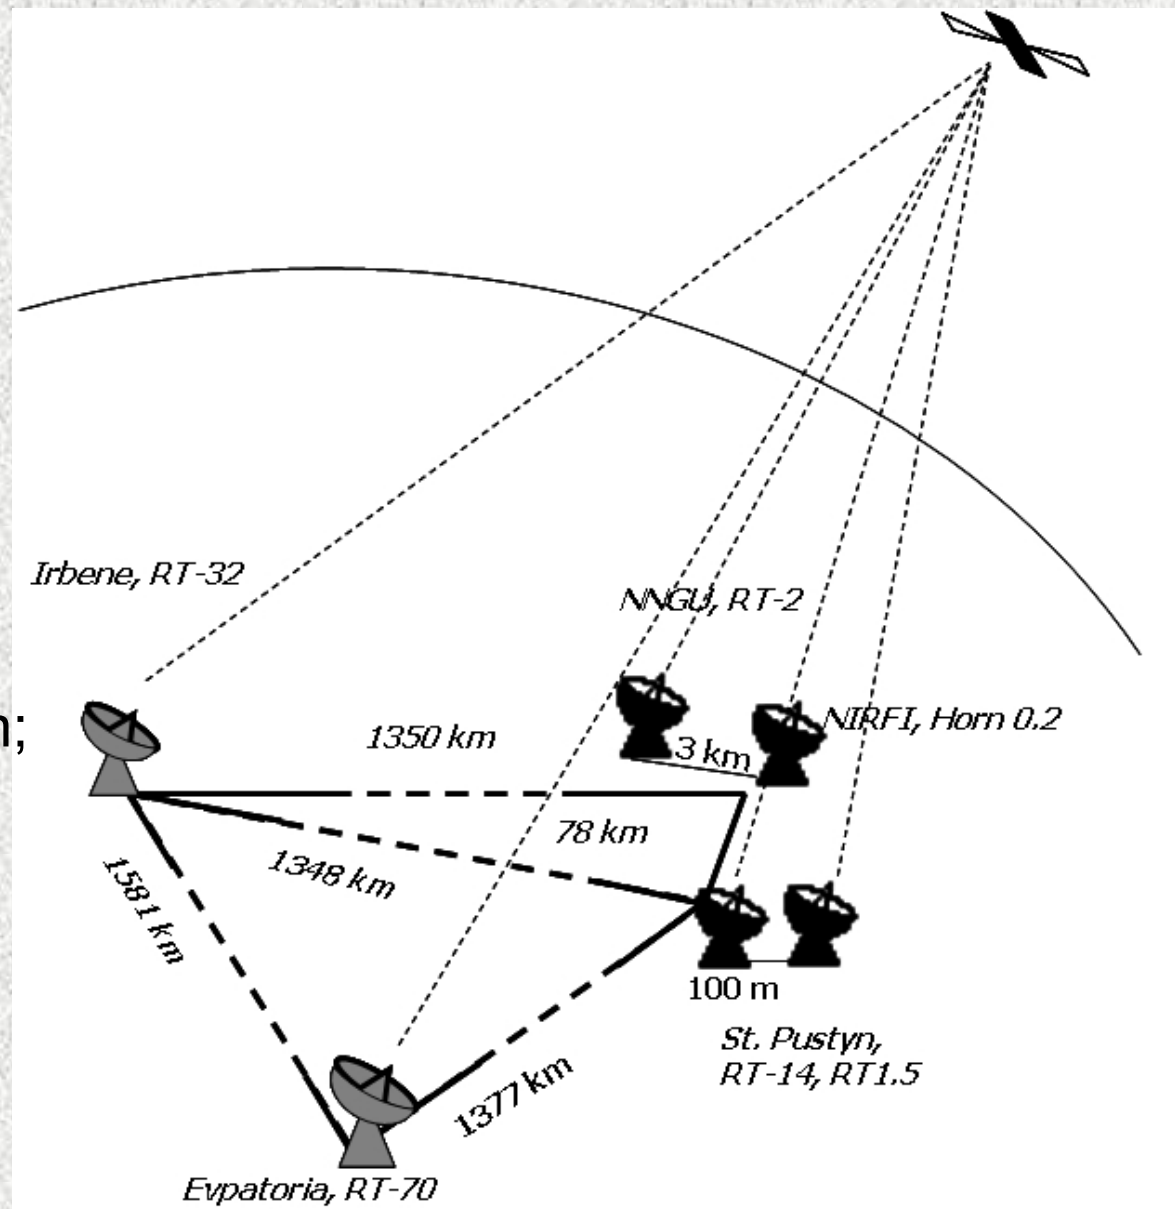 Irbene, RT-32
NNGU, RT-2
n;
1350 km
3 km
NIRFI, Horn 0.2
78 km
1348 km
1581 km
100 m
St. Pustyn,
RT-14, RT1.5
1377 km
Evpatoria, RT-70